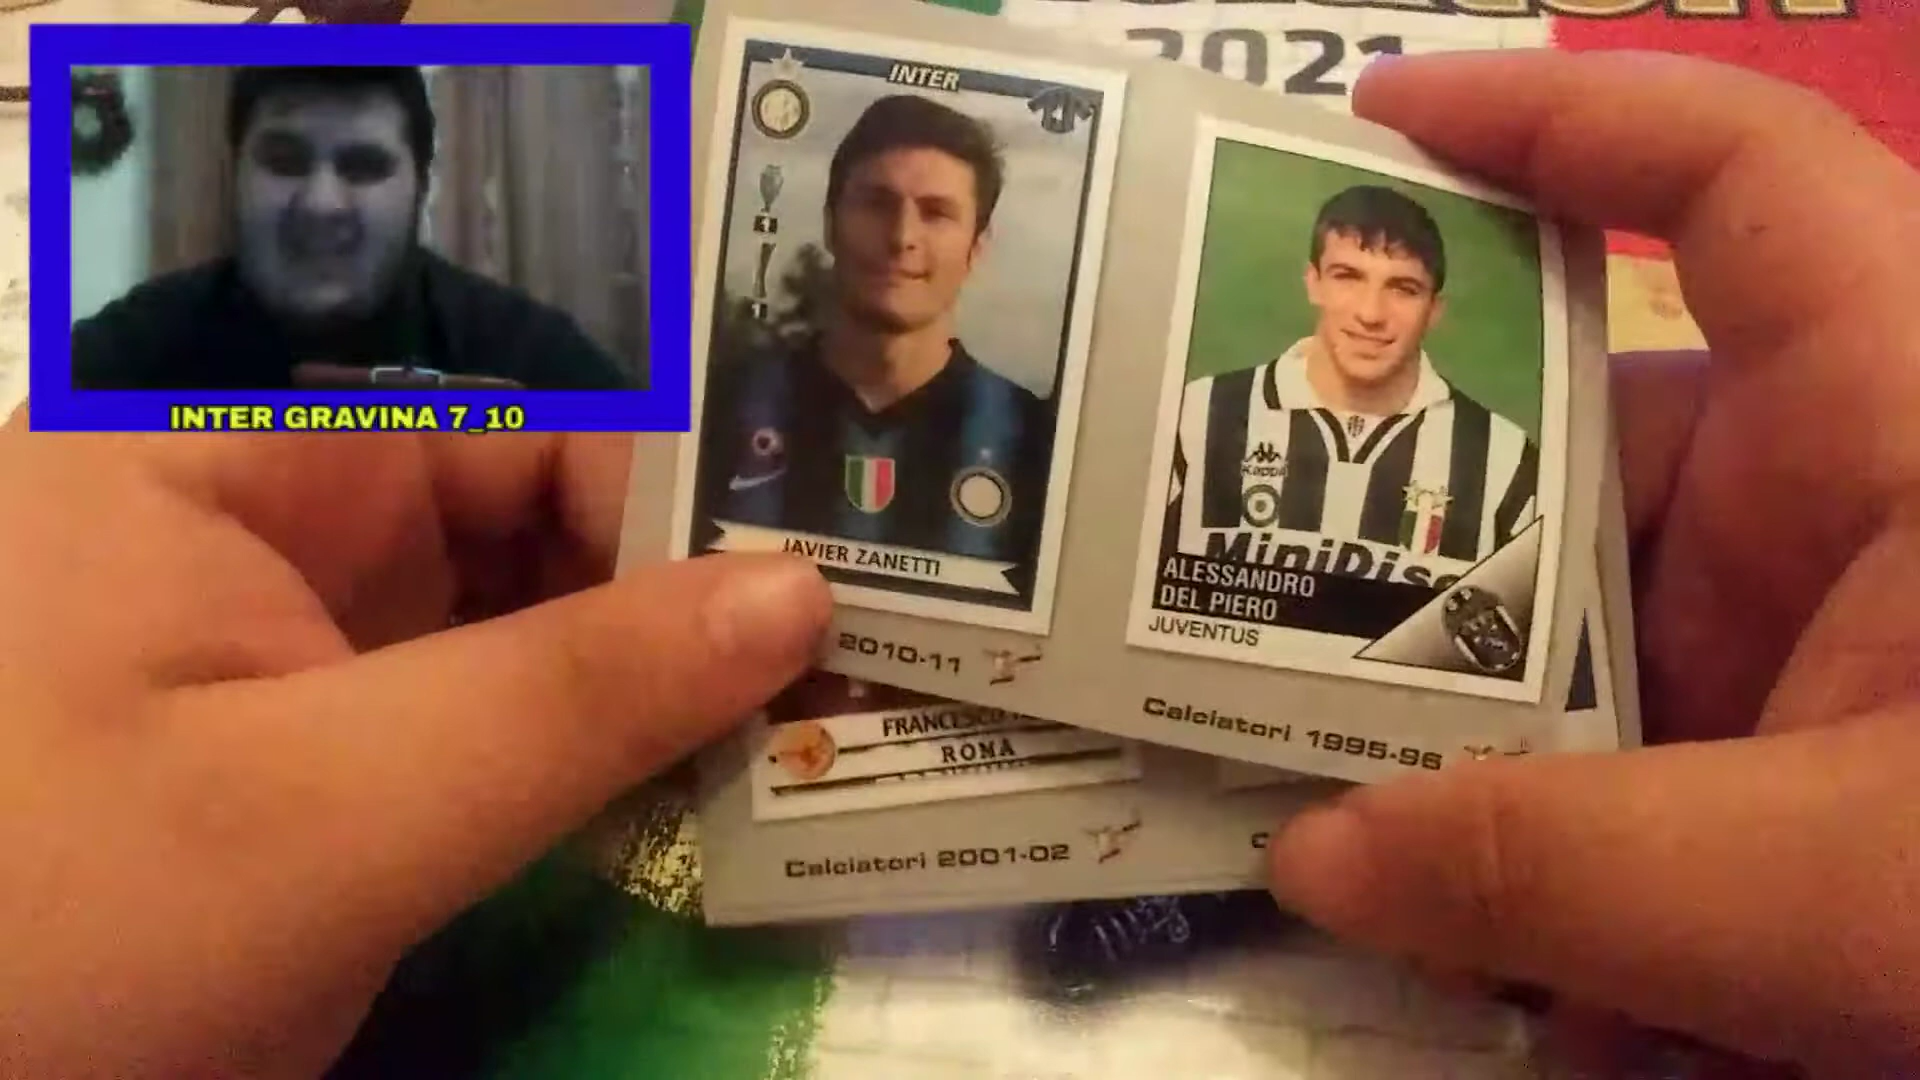 2021
INTER
INTER GRAVINA 7_10
JAVIER ZANETTI
2010-11
Kappa
MiniDisc
ALESSANDRO
DEL PIERO
JUVENTUS
Calciatori 1995-96
FRANCESCO
ROMA
Calciatori 2001-02